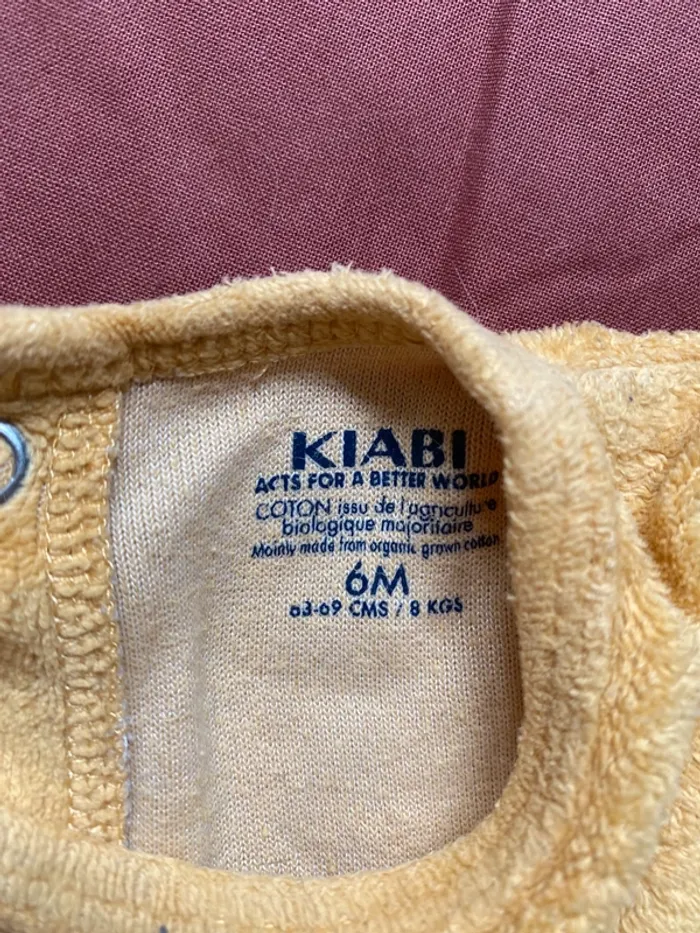 KIABI
ACTS FOR A BETTER WORLD
COTON issu de l'agriculture
biologique majoritaire
Mainly made from organic grown cotton
6M
63-69 CMS / 8 KGS